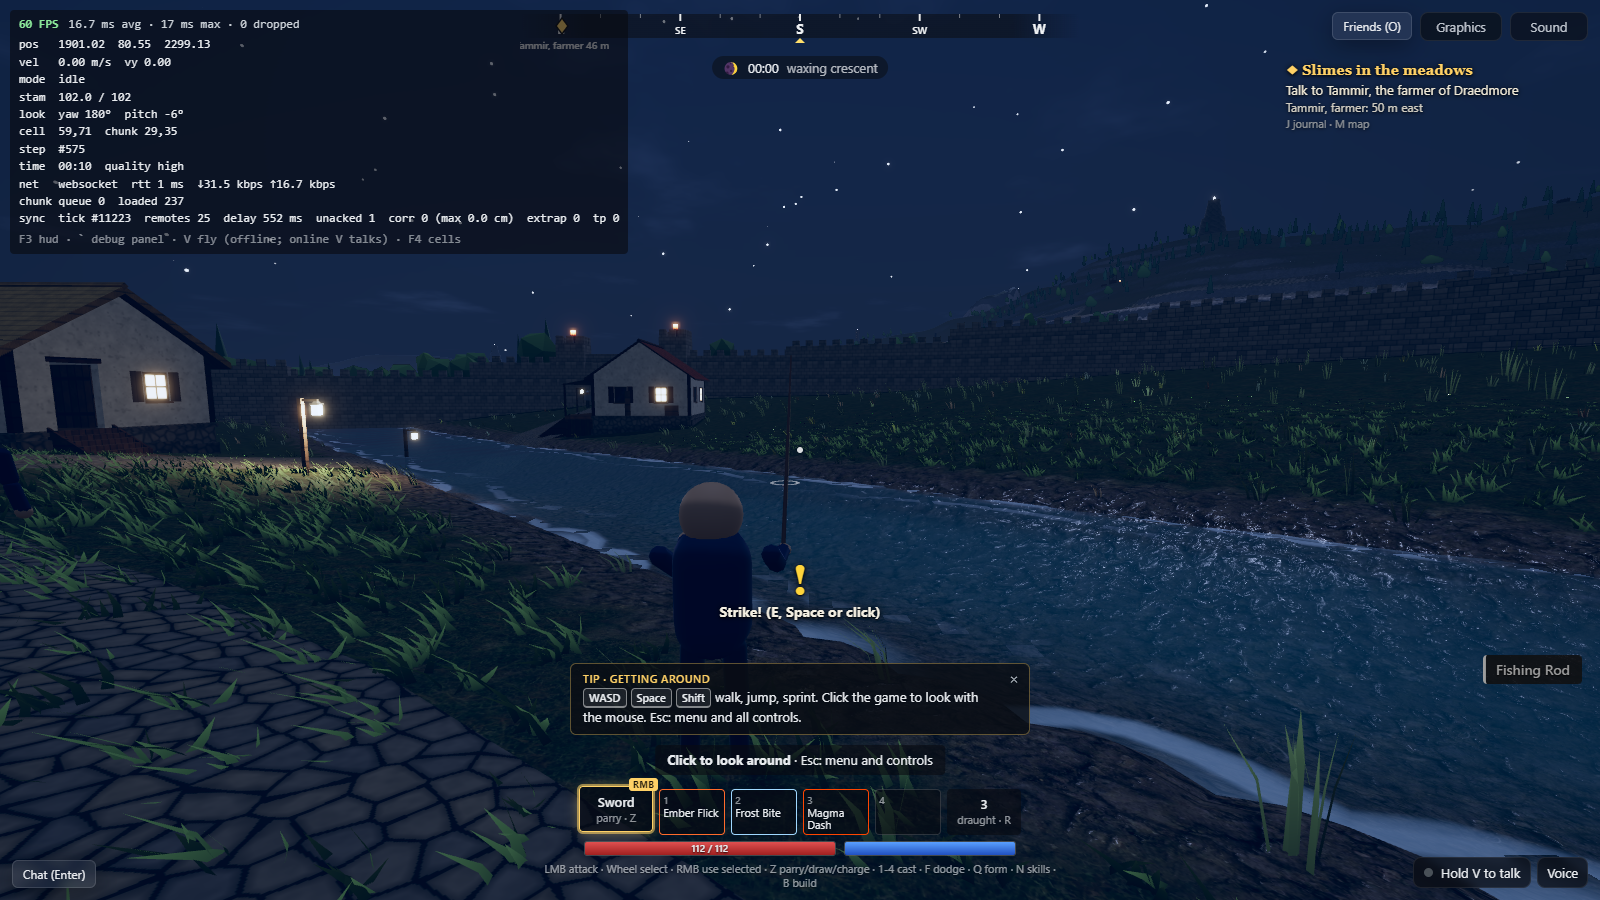 60 FPS 16.7 ms avg · 17 ms max · 0 dropped
pos 1901.02 80.55 2299.13
vel 0.00 m/s vy 0.00
mode idle
stam 102.0 / 102
look yaw 180° pitch -6°
cell 59,71 chunk 29,35
step #575
time 00:10 quality high
net websocket rtt 1 ms ↓31.5 kbps ↑16.7 kbps
chunk queue 0 loaded 237
sync tick #11223 remotes 25 delay 552 ms unacked 1 corr 0 (max 0.0 cm) extrap 0 tp 0
F3 hud · ` debug panel · V fly (offline; online V talks) · F4 cells
SE S SW W
ammir, farmer 46 m
00:00 waxing crescent
Friends (O) Graphics Sound
Slimes in the meadows
Talk to Tammir, the farmer of Draedmore
Tammir, farmer: 50 m east
J journal · M map
!
Strike! (E, Space or click)
Fishing Rod
TIP · GETTING AROUND ×
WASD Space Shift walk, jump, sprint. Click the game to look with
the mouse. Esc: menu and all controls.
Click to look around · Esc: menu and controls
RMB
Sword
parry · Z
1
Ember Flick
2
Frost Bite
3
Magma
Dash
4
3
draught · R
112 / 112
LMB attack · Wheel select · RMB use selected · Z parry/draw/charge · 1-4 cast · F dodge · Q form · N skills ·
B build
Chat (Enter)
Hold V to talk Voice